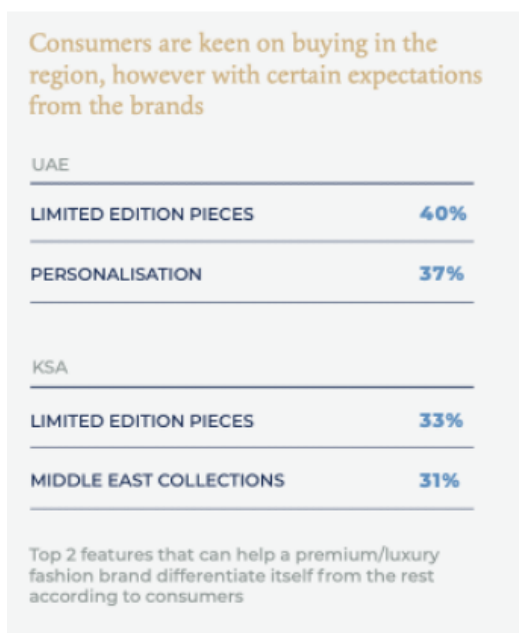 Consumers are keen on buying in the
region, however with certain expectations
from the brands
UAE
LIMITED EDITION PIECES 40%
PERSONALISATION 37%
KSA
LIMITED EDITION PIECES 33%
MIDDLE EAST COLLECTIONS 31%
Top 2 features that can help a premium/luxury
fashion brand differentiate itself from the rest
according to consumers